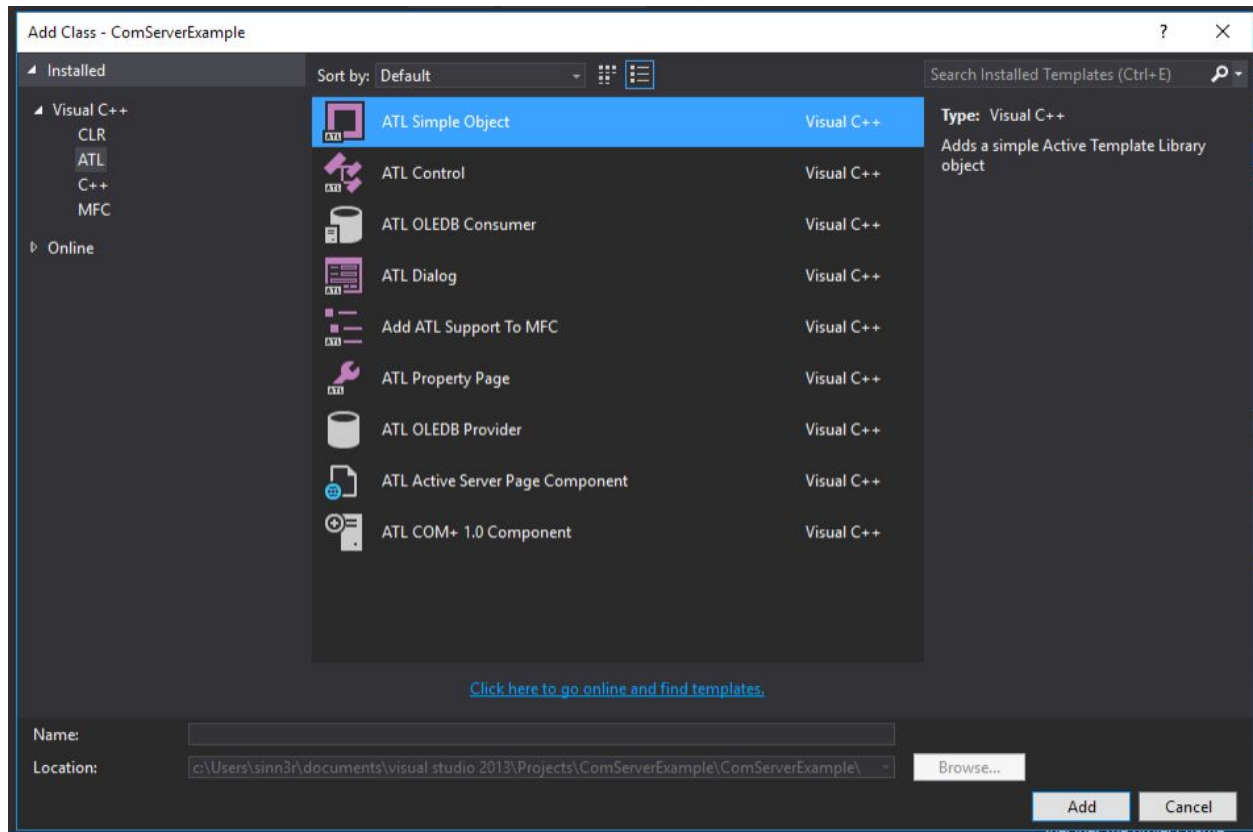 Add Class - ComServerExample
?
Installed
Sort by: Default
Search Installed Templates (Ctrl+E)
Visual C++
CLR
ATL
C++
MFC
Online
ATL Simple Object Visual C++
ATL Control Visual C++
ATL OLEDB Consumer Visual C++
ATL Dialog Visual C++
Add ATL Support To MFC Visual C++
ATL Property Page Visual C++
ATL OLEDB Provider Visual C++
ATL Active Server Page Component Visual C++
ATL COM+ 1.0 Component Visual C++
Type: Visual C++
Adds a simple Active Template Library
object
Click here to go online and find templates.
Name:
Location: c:\Users\sinn3r\documents\visual studio 2013\Projects\ComServerExample\ComServerExample\
Browse...
Add Cancel